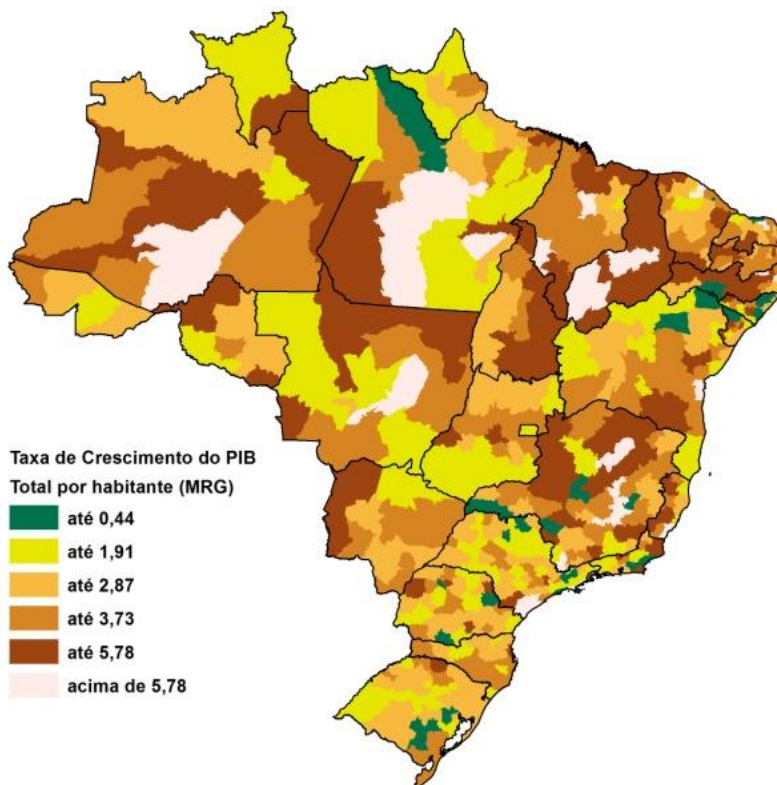 Taxa de Crescimento do PIB
Total por habitante (MRG)
até 0,44
até 1,91
até 2,87
até 3,73
até 5,78
acima de 5,78